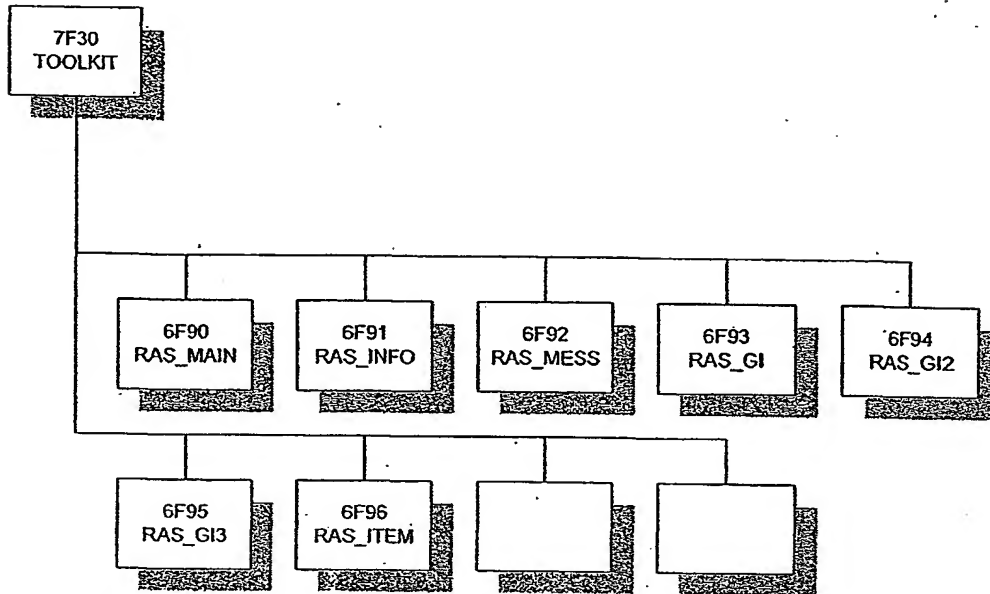 7F30
TOOLKIT
6F90
RAS_MAIN
6F91
RAS_INFO
6F92
RAS_MESS
6F93
RAS_GI
6F94
RAS_GI2
6F95
RAS_GI3
6F96
RAS_ITEM